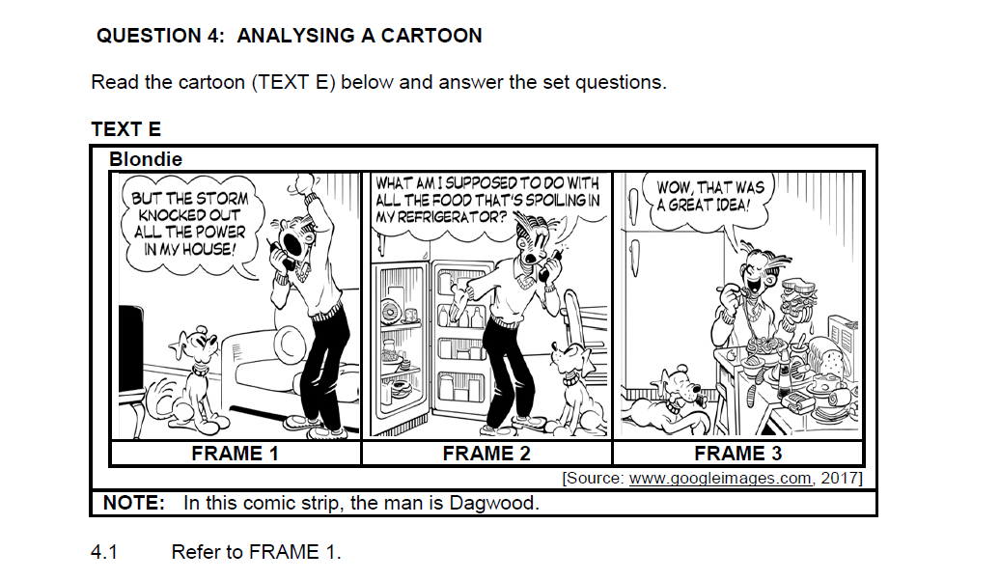 QUESTION 4: ANALYSING A CARTOON
Read the cartoon (TEXT E) below and answer the set questions.
TEXT E
Blondie
BUT THE STORM
KNOCKED OUT
ALL THE POWER
IN MY HOUSE!
WHAT AM I SUPPOSED TO DO WITH
ALL THE FOOD THAT'S SPOILING IN
MY REFRIGERATOR?
WOW, THAT WAS
A GREAT IDEA!
FRAME 1
FRAME 2
FRAME 3
[Source: www.googleimages.com, 2017]
NOTE: In this comic strip, the man is Dagwood.
4.1 Refer to FRAME 1.